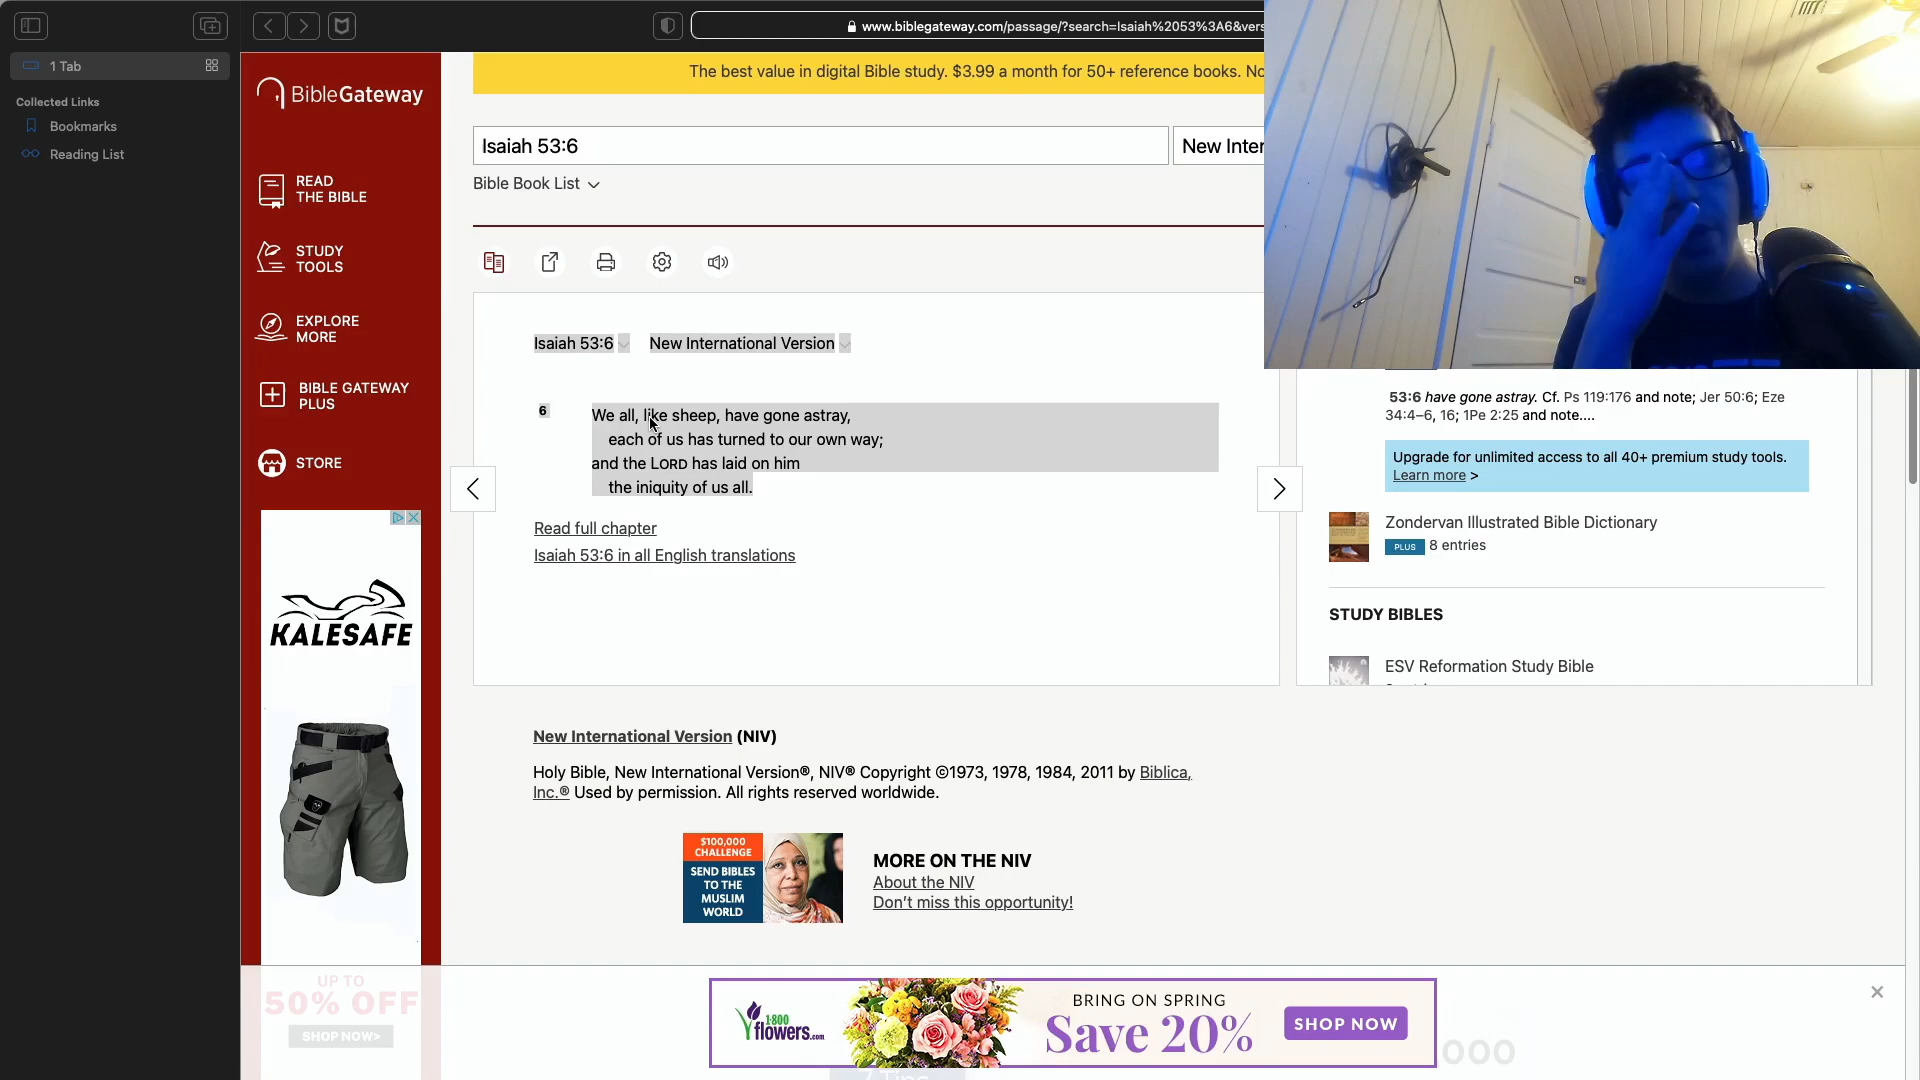 1 Tab
Collected Links
Bookmarks
Reading List
www.biblegateway.com/passage/?search=Isaiah%2053%3A6&vers
BibleGateway
READ
THE BIBLE
STUDY
TOOLS
EXPLORE
MORE
BIBLE GATEWAY
PLUS
STORE
KALESAFE
UP TO
50% OFF
SHOP NOW>
The best value in digital Bible study. $3.99 a month for 50+ reference books. No
Isaiah 53:6
New Inter
Bible Book List
Isaiah 53:6
New International Version
6 We all, like sheep, have gone astray,
each of us has turned to our own way;
and the LORD has laid on him
the iniquity of us all.
Read full chapter
Isaiah 53:6 in all English translations
53:6 have gone astray. Cf. Ps 119:176 and note; Jer 50:6; Eze
34:4–6, 16; 1Pe 2:25 and note....
Upgrade for unlimited access to all 40+ premium study tools.
Learn more >
Zondervan Illustrated Bible Dictionary
PLUS 8 entries
STUDY BIBLES
ESV Reformation Study Bible
New International Version (NIV)
Holy Bible, New International Version®, NIV® Copyright ©1973, 1978, 1984, 2011 by Biblica,
Inc.® Used by permission. All rights reserved worldwide.
$100,000
CHALLENGE
SEND BIBLES
TO THE
MUSLIM
WORLD
MORE ON THE NIV
About the NIV
Don't miss this opportunity!
1·800
flowers.com
BRING ON SPRING
Save 20%
SHOP NOW